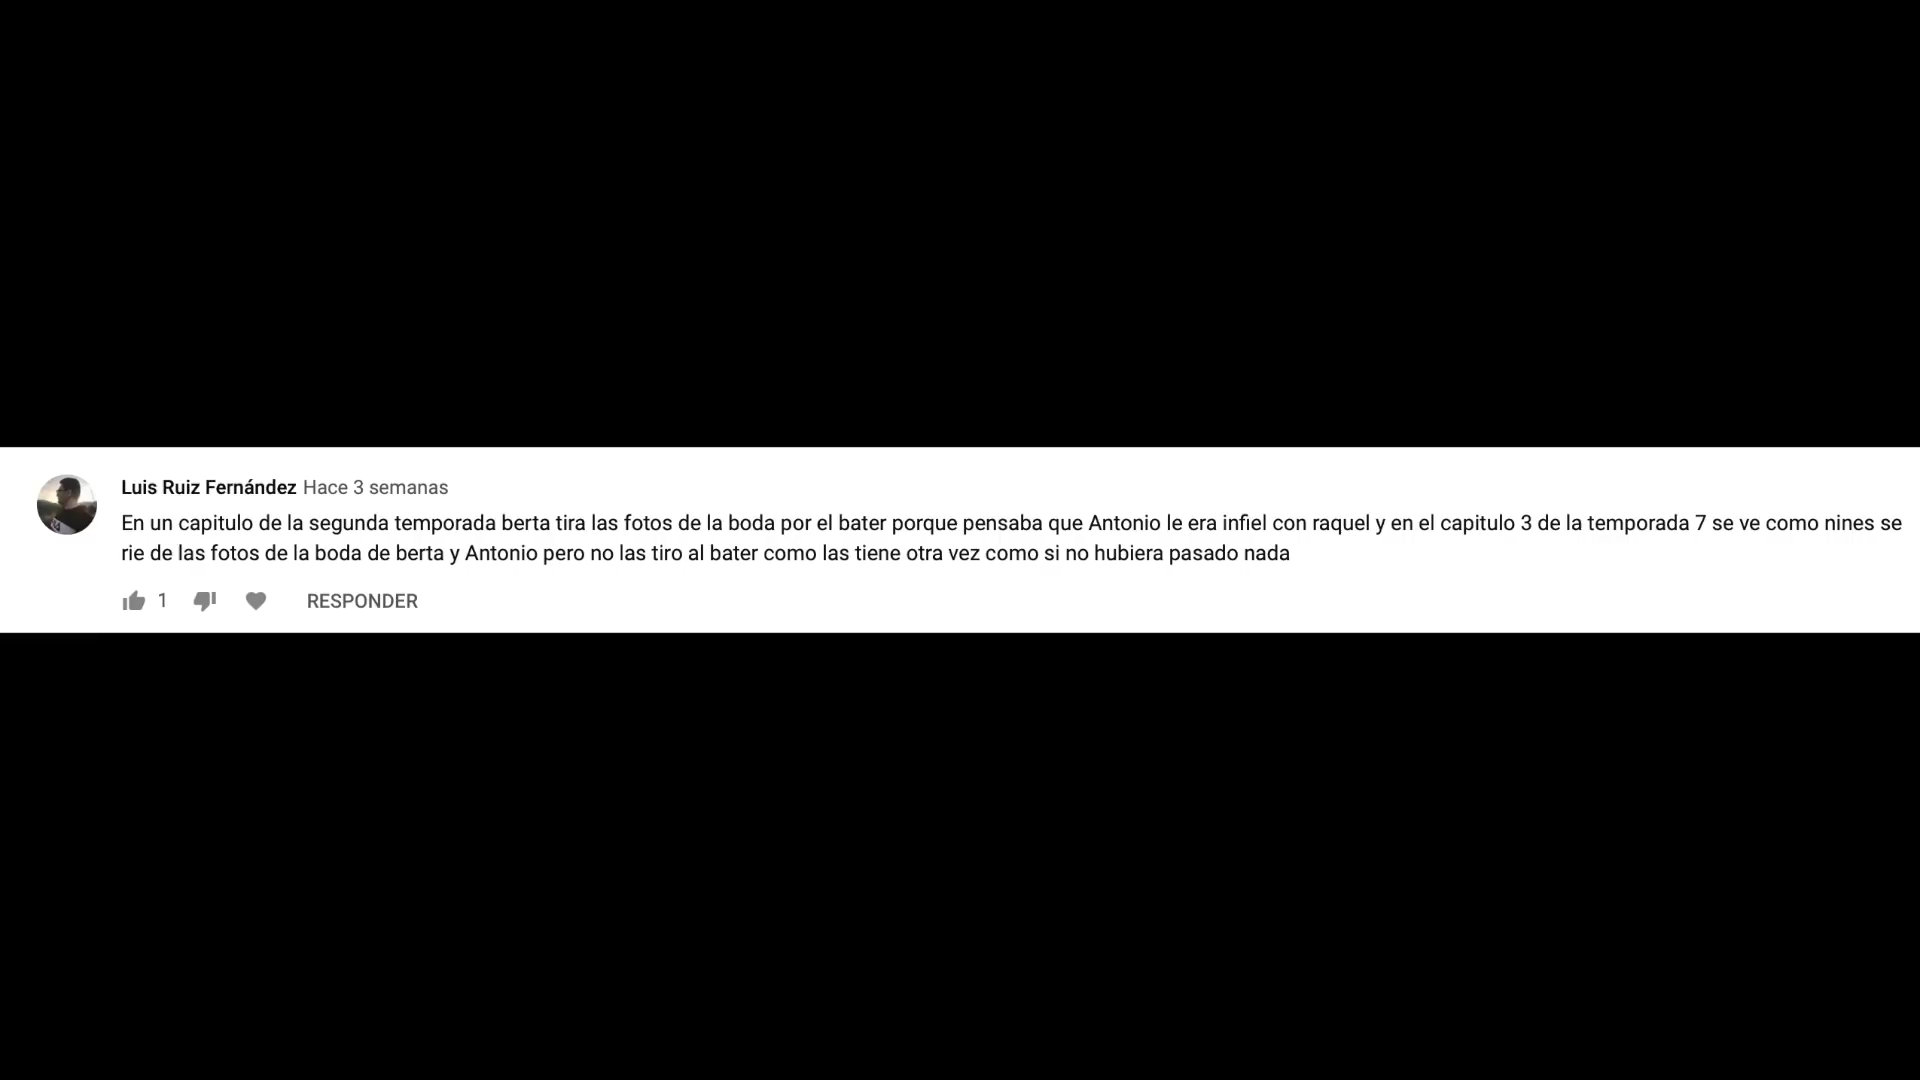 Luis Ruiz Fernández Hace 3 semanas
En un capitulo de la segunda temporada berta tira las fotos de la boda por el bater porque pensaba que Antonio le era infiel con raquel y en el capitulo 3 de la temporada 7 se ve como nines se
rie de las fotos de la boda de berta y Antonio pero no las tiro al bater como las tiene otra vez como si no hubiera pasado nada
1 RESPONDER